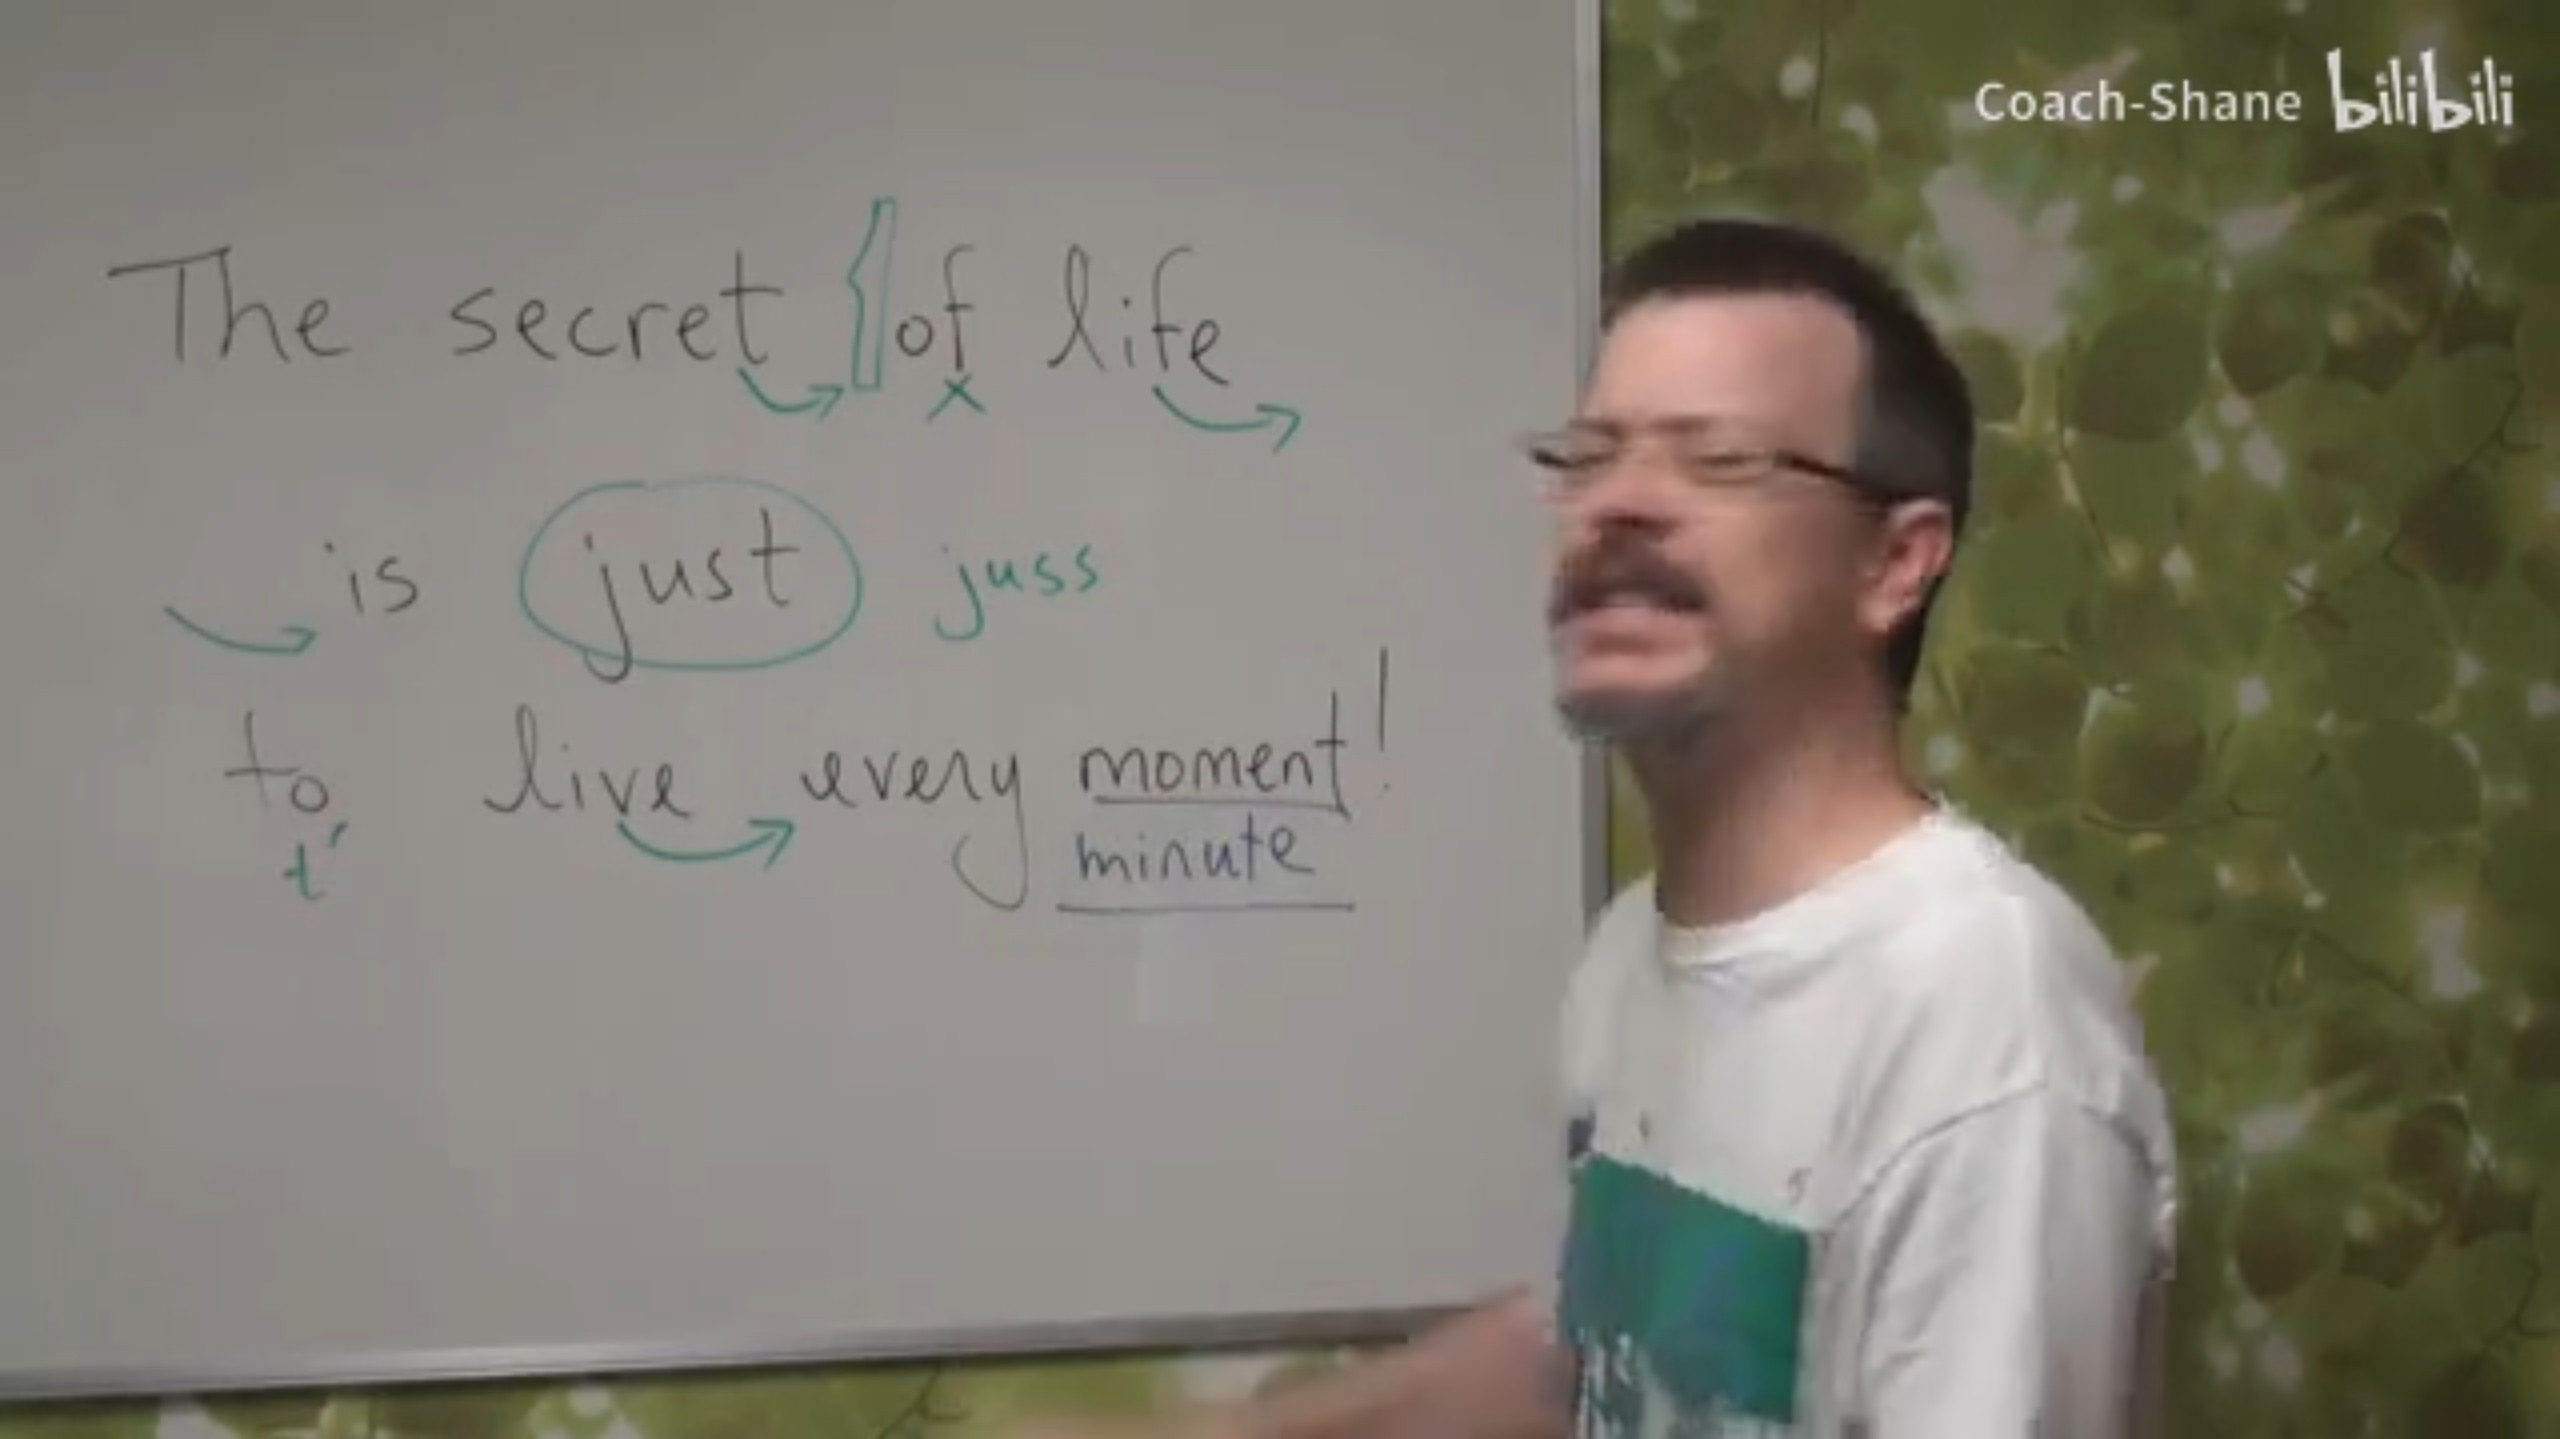 Coach-Shane bilibili
The secret of life
x
is just juss
to live every moment!
t' minute